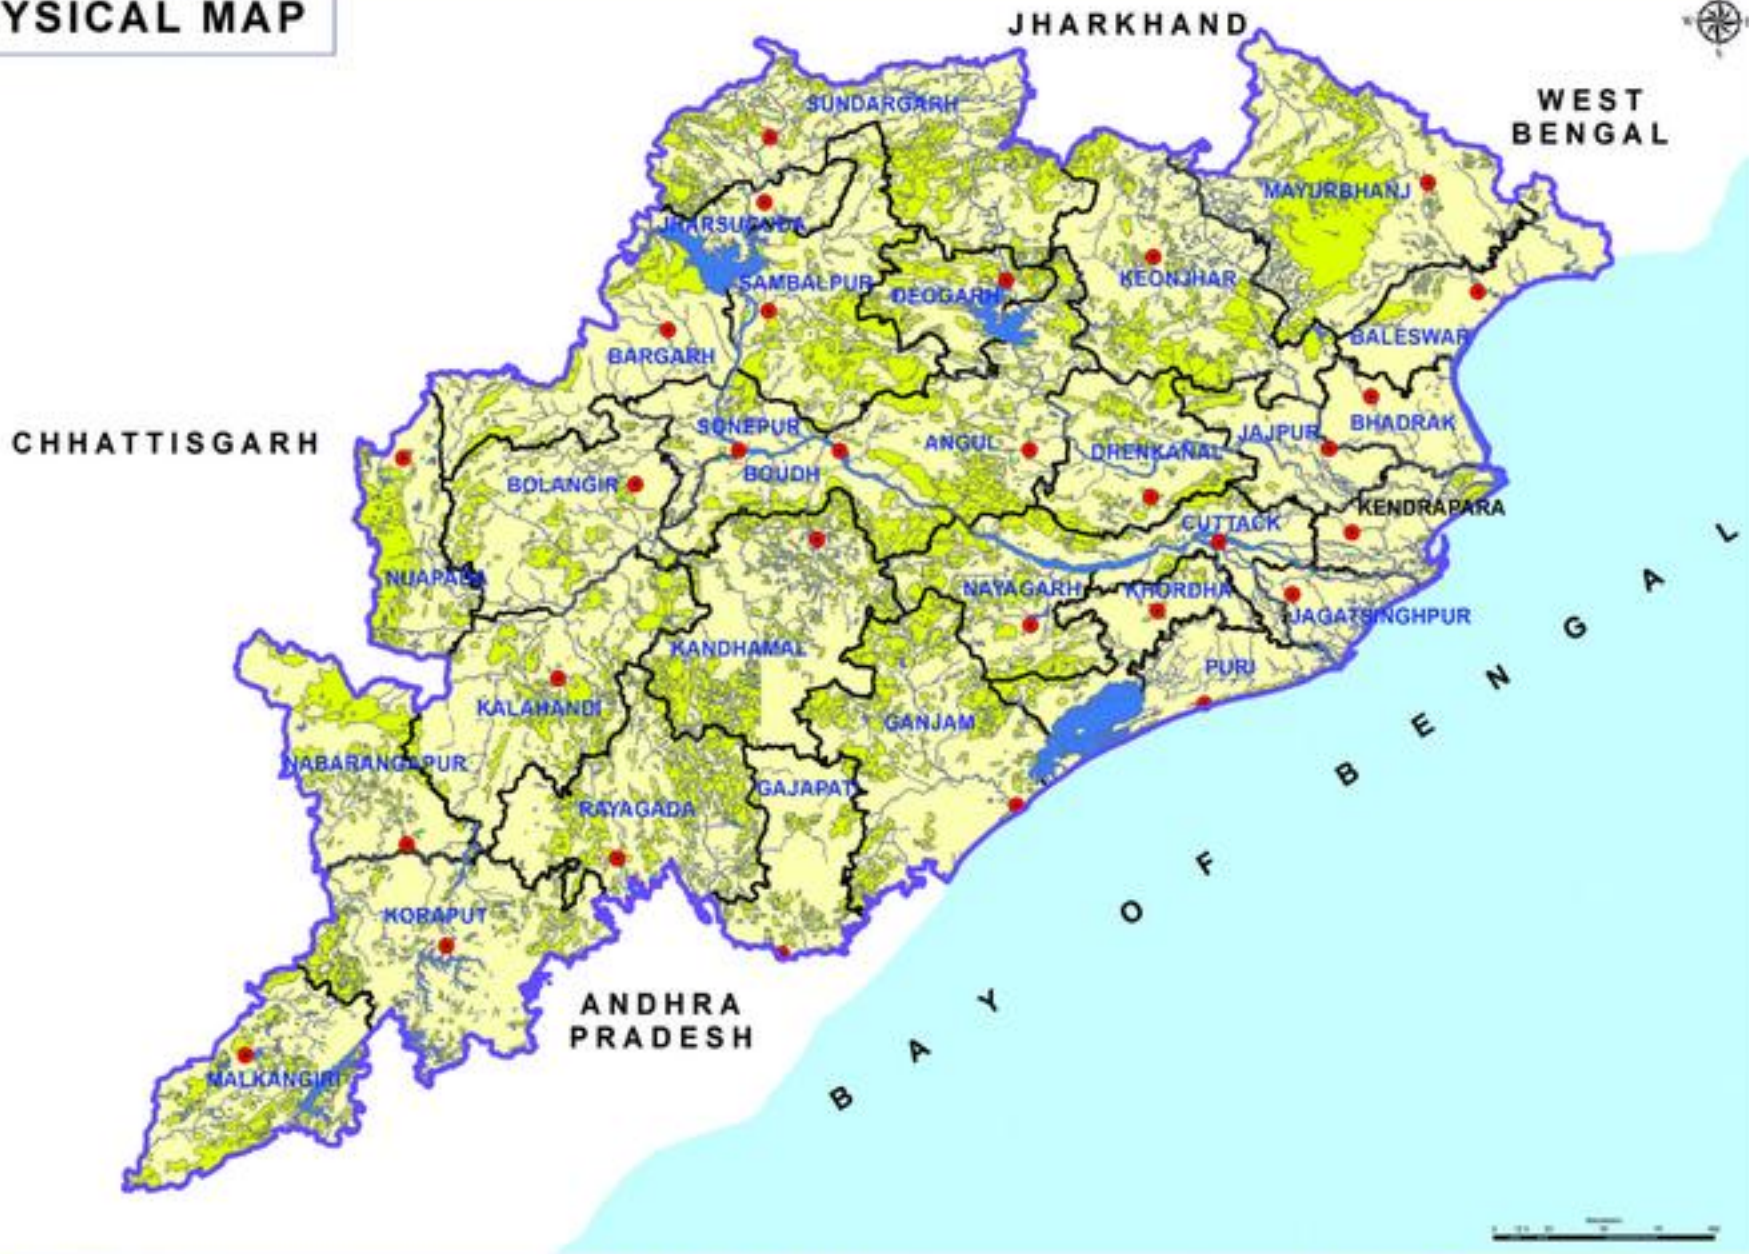 YSICAL MAP
JHARKHAND
WEST
BENGAL
SUNDARGARH
MAYURBHANJ
JHARSUGUDA
KEONJHAR
SAMBALPUR
DEOGARH
BALESWAR
BARGARH
BHADRAK
SONEPUR
JAJPUR
CHHATTISGARH
ANGUL
DHENKANAL
BOUDH
BOLANGIR
KENDRAPARA
CUTTACK
NUAPADA
NAYAGARH
KHORDHA
JAGATSINGHPUR
KANDHAMAL
PURI
KALAHANDI
GANJAM
NABARANGAPUR
GAJAPATI
RAYAGADA
KORAPUT
ANDHRA
PRADESH
MALKANGIRI
BAY OF BENGAL